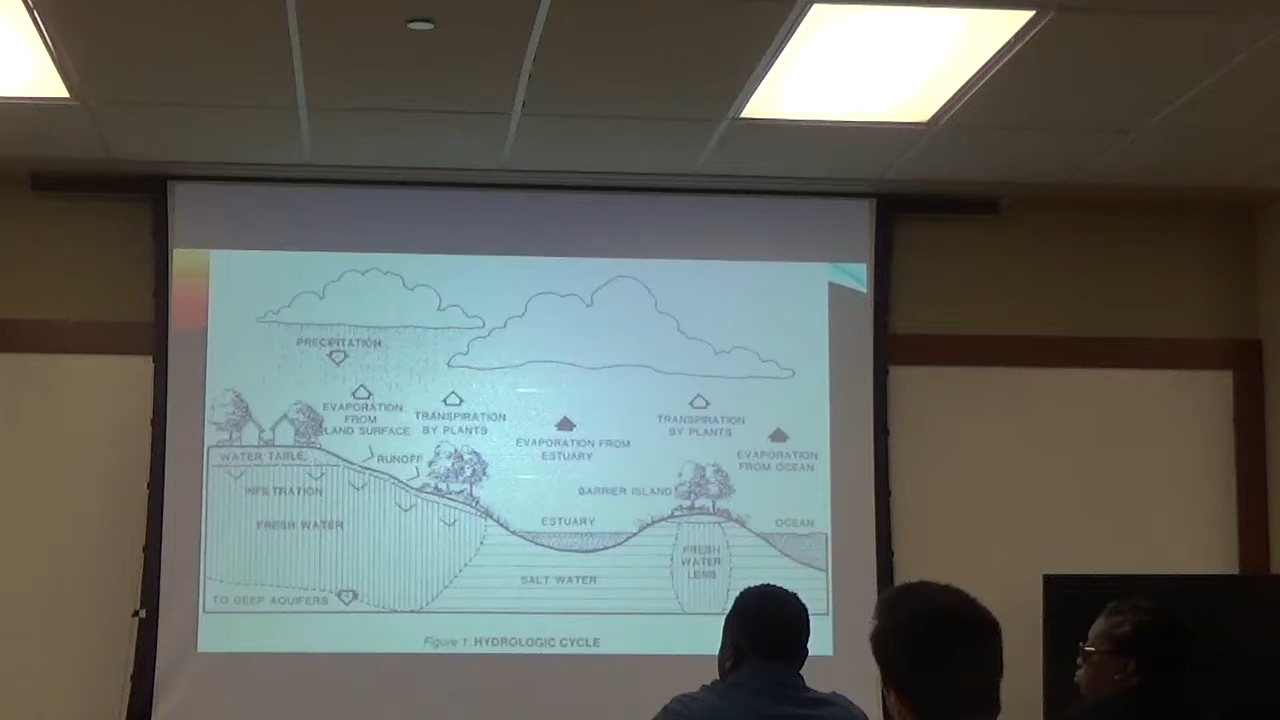 PRECIPITATION
EVAPORATION
FROM
LAND SURFACE
TRANSPIRATION
BY PLANTS
EVAPORATION FROM
ESTUARY
TRANSPIRATION
BY PLANTS
EVAPORATION
FROM OCEAN
WATER TABLE
RUNOFF
INFILTRATION
BARRIER ISLAND
FRESH WATER
ESTUARY
OCEAN
FRESH
WATER
LENS
SALT WATER
TO DEEP AQUIFERS
Figure 1. HYDROLOGIC CYCLE